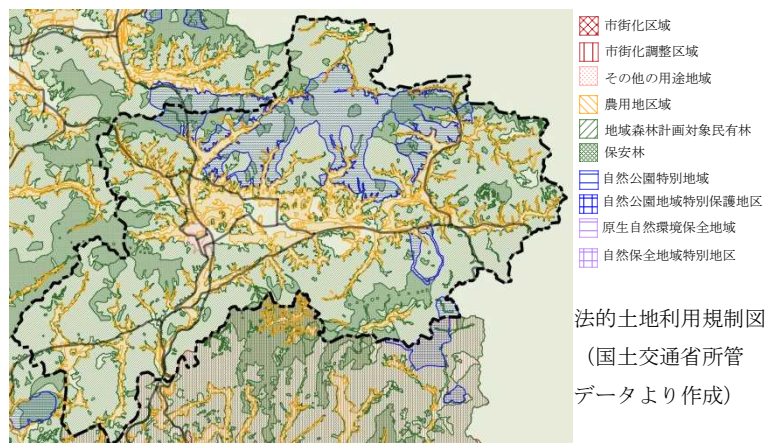 市街化区域
市街化調整区域
その他の用途地域
農用地区域
地域森林計画対象民有林
保安林
自然公園特別地域
自然公園地域特別保護地区
原生自然環境保全地域
自然保全地域特別地区
法的土地利用規制図
（国土交通省所管
データより作成）